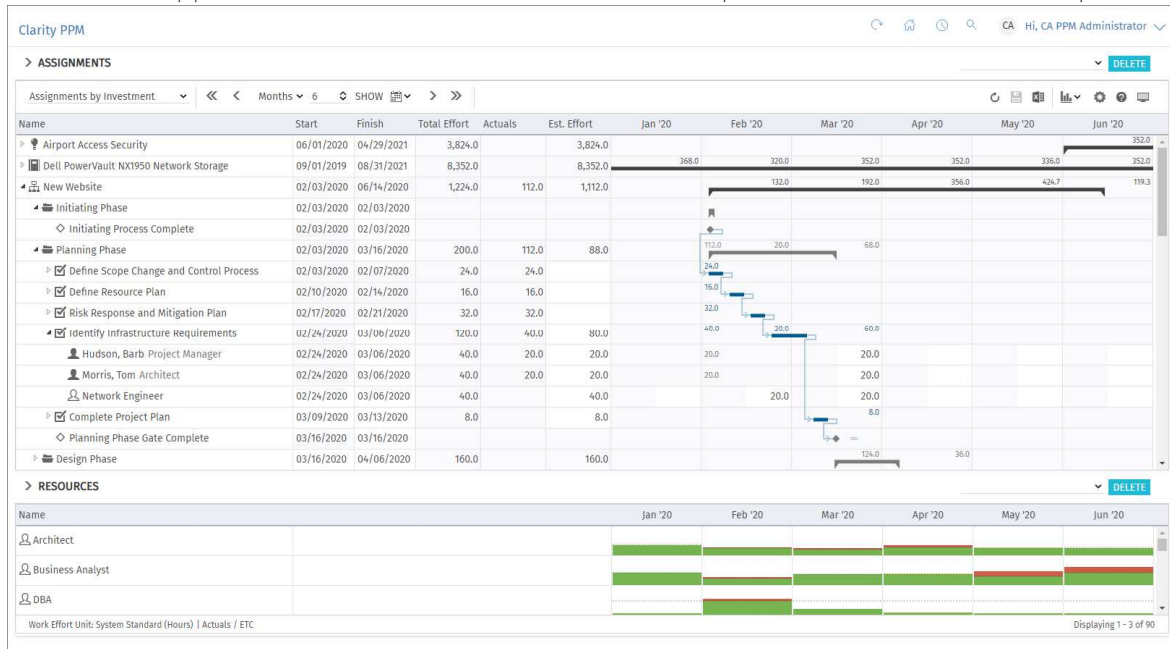 Clarity PPM
CA Hi, CA PPM Administrator
> ASSIGNMENTS
DELETE
Assignments by Investment Months 6 SHOW
Name Start Finish Total Effort Actuals Est. Effort Jan '20 Feb '20 Mar '20 Apr '20 May '20 Jun '20
Airport Access Security 06/01/2020 04/29/2021 3,824.0 3,824.0 352.0
Dell PowerVault NX1950 Network Storage 09/01/2019 08/31/2021 8,352.0 8,352.0 368.0 320.0 352.0 352.0 336.0 352.0
New Website 02/03/2020 06/14/2020 1,224.0 112.0 1,112.0 132.0 192.0 356.0 424.7 119.3
Initiating Phase 02/03/2020 02/03/2020
Initiating Process Complete 02/03/2020 02/03/2020
Planning Phase 02/03/2020 03/16/2020 200.0 112.0 88.0 112.0 20.0 68.0
Define Scope Change and Control Process 02/03/2020 02/07/2020 24.0 24.0 24.0
Define Resource Plan 02/10/2020 02/14/2020 16.0 16.0 16.0
Risk Response and Mitigation Plan 02/17/2020 02/21/2020 32.0 32.0 32.0
Identify Infrastructure Requirements 02/24/2020 03/06/2020 120.0 40.0 80.0 40.0 20.0 60.0
Hudson, Barb Project Manager 02/24/2020 03/06/2020 40.0 20.0 20.0 20.0 20.0
Morris, Tom Architect 02/24/2020 03/06/2020 40.0 20.0 20.0 20.0 20.0
Network Engineer 02/24/2020 03/06/2020 40.0 40.0 20.0 20.0
Complete Project Plan 03/09/2020 03/13/2020 8.0 8.0 8.0
Planning Phase Gate Complete 03/16/2020 03/16/2020
Design Phase 03/16/2020 04/06/2020 160.0 160.0 124.0 36.0
> RESOURCES
DELETE
Name Jan '20 Feb '20 Mar '20 Apr '20 May '20 Jun '20
Architect
Business Analyst
DBA
Work Effort Unit: System Standard (Hours) | Actuals / ETC Displaying 1 - 3 of 90